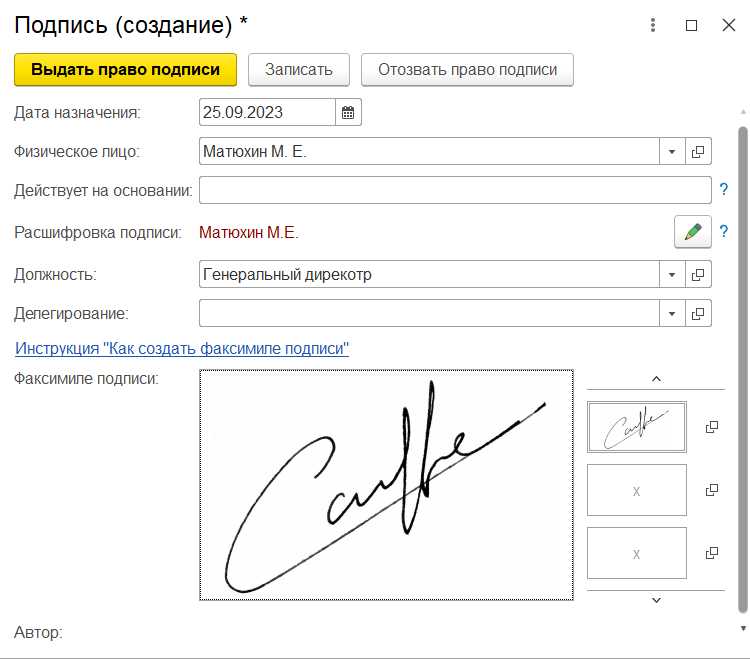 Подпись (создание) *
Выдать право подписи Записать Отозвать право подписи
Дата назначения: 25.09.2023
Физическое лицо: Матюхин М. Е.
Действует на основании: ?
Расшифровка подписи: Матюхин М.Е. ?
Должность: Генеральный дирекотр
Делегирование:
Инструкция "Как создать факсимиле подписи"
Факсимиле подписи:
x
x
Автор: